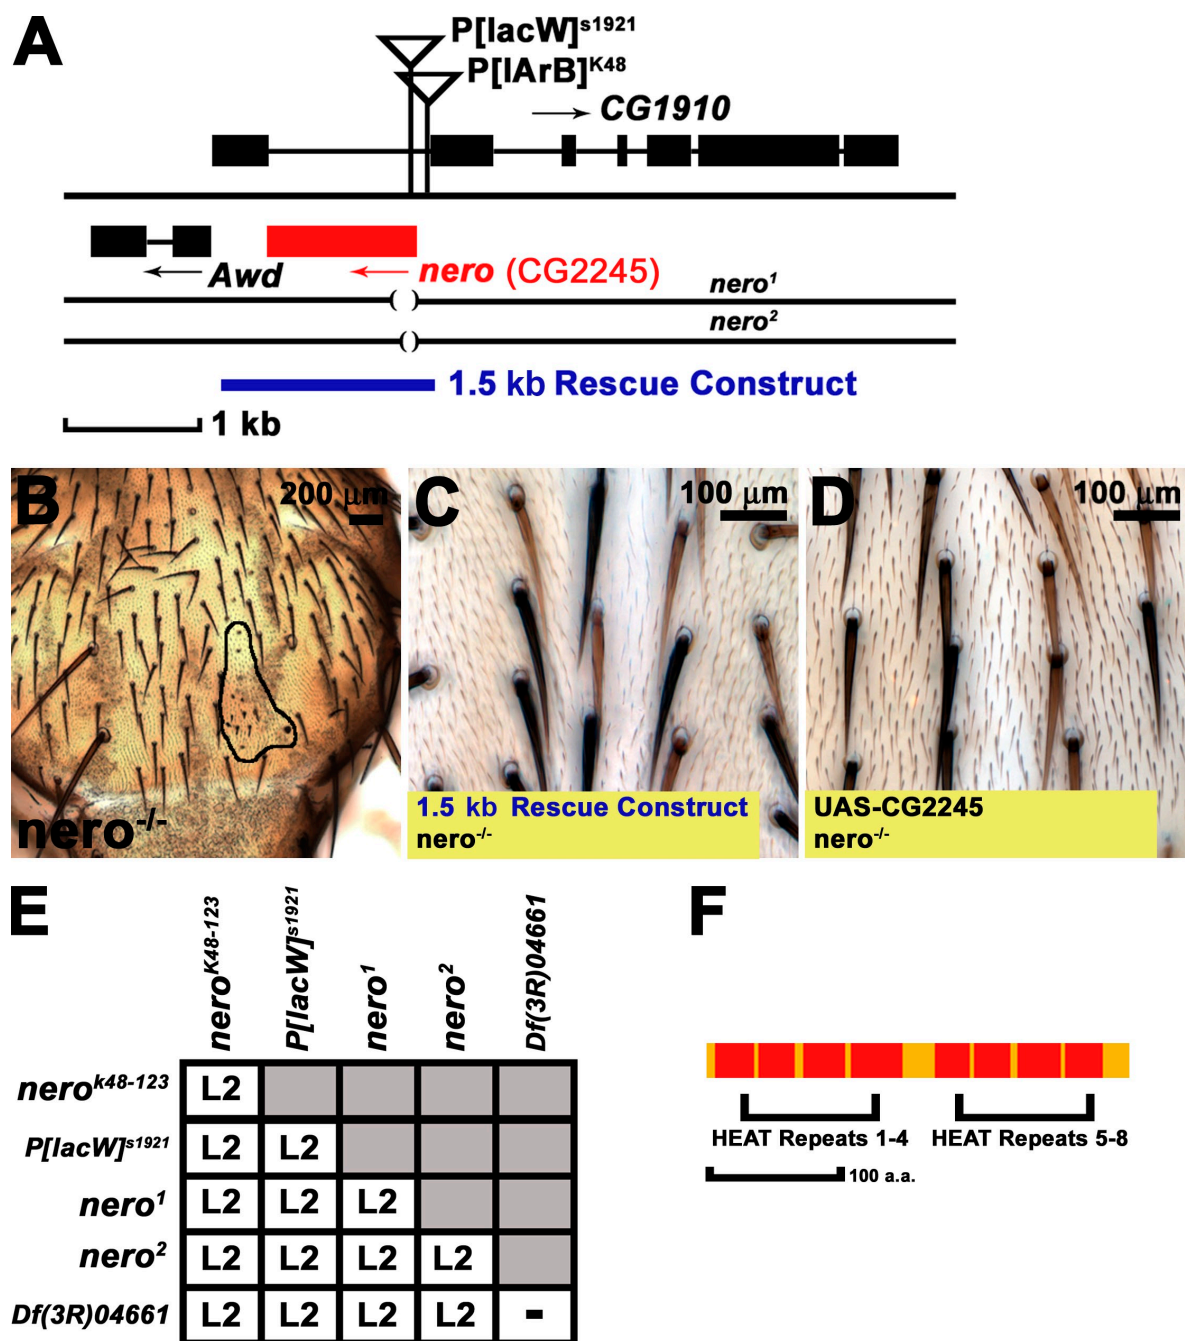 A
P[lacW]s1921
P[lArB]K48
CG1910
Awd
nero (CG2245)
nero1
nero2
1.5 kb Rescue Construct
1 kb
B
200 μm
nero-/-
C
100 μm
1.5 kb Rescue Construct
nero-/-
D
100 μm
UAS-CG2245
nero-/-
E
neroK48-123
P[lacW]s1921
nero1
nero2
Df(3R)04661
nerok48-123
L2
P[lacW]s1921
L2 L2
nero1
L2 L2 L2
nero2
L2 L2 L2 L2
Df(3R)04661
L2 L2 L2 L2 -
F
HEAT Repeats 1-4
HEAT Repeats 5-8
100 a.a.